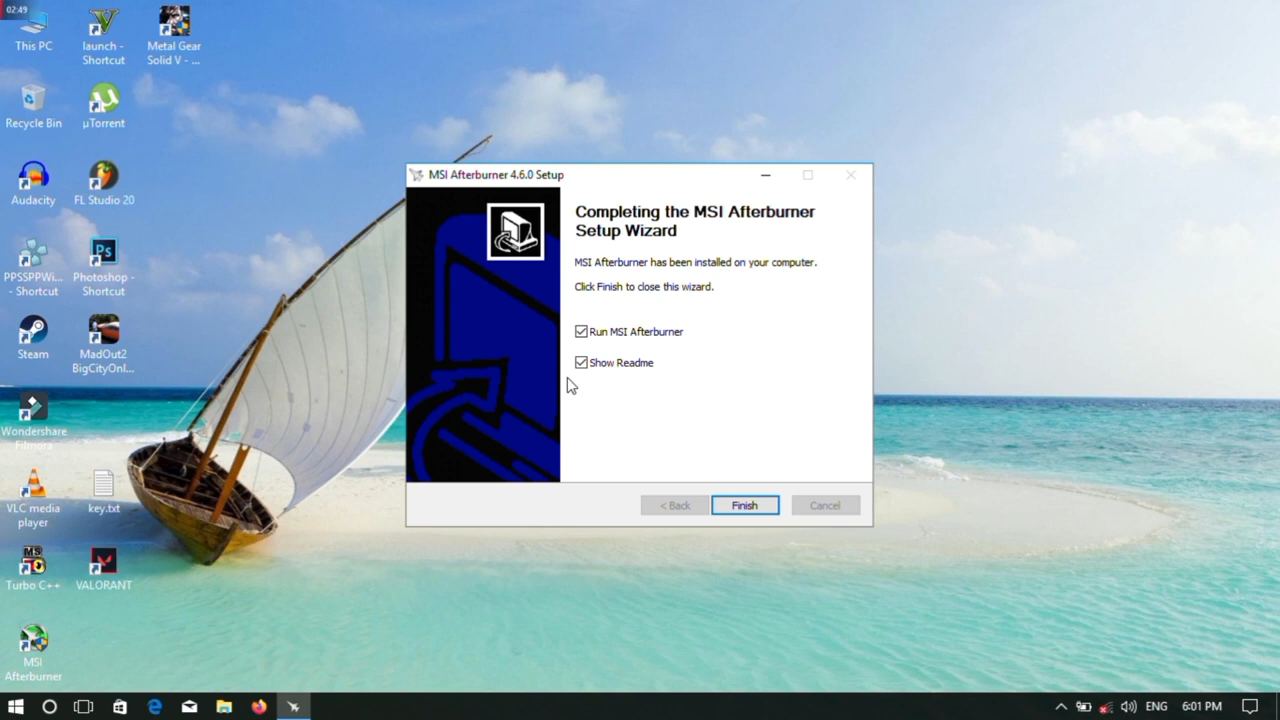 02:49
This PC
launch -
Shortcut
Metal Gear
Solid V - ...
Recycle Bin
µTorrent
Audacity
FL Studio 20
PPSSPPWi...
- Shortcut
Ps
Photoshop -
Shortcut
Steam
MadOut2
BigCityOnl...
Wondershare
Filmora
VLC media
player
key.txt
MS
Turbo C++
VALORANT
MSI
Afterburner
MSI Afterburner 4.6.0 Setup
Completing the MSI Afterburner
Setup Wizard
MSI Afterburner has been installed on your computer.
Click Finish to close this wizard.
Run MSI Afterburner
Show Readme
< Back
Finish
Cancel
ENG
6:01 PM